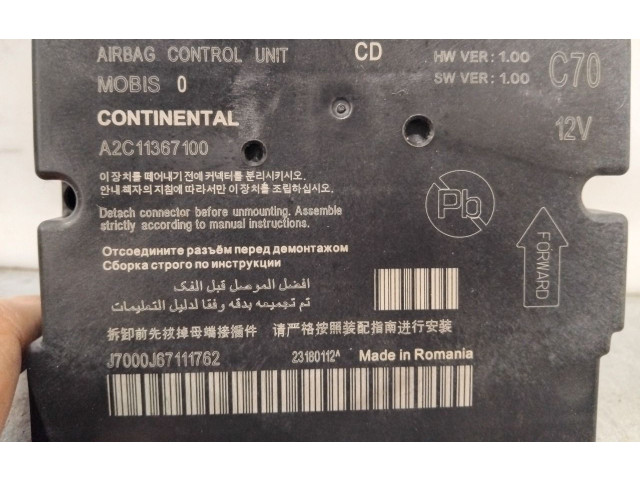 AIRBAG CONTROL UNIT CD HW VER: 1.00 C70
MOBIS 0 SW VER: 1.00
CONTINENTAL 12V
A2C11367100
이 장치를 떼어내기 전에 커넥터를 분리시키시오.
안내 책자의 지침에 따라서만 이 장치를 조립하십시오.
Pb
Detach connector before unmounting. Assemble
strictly according to manual instructions.
FORWARD
Отсоедините разъём перед демонтажом
Сборка строго по инструкции
افضل الموصل قبل الفك
تم تجميعه بدقه وفقا لدليل التعليمات
拆卸前先拔掉母端接插件 请严格按照装配指南进行安装
J7000J67111762 23180112A Made in Romania